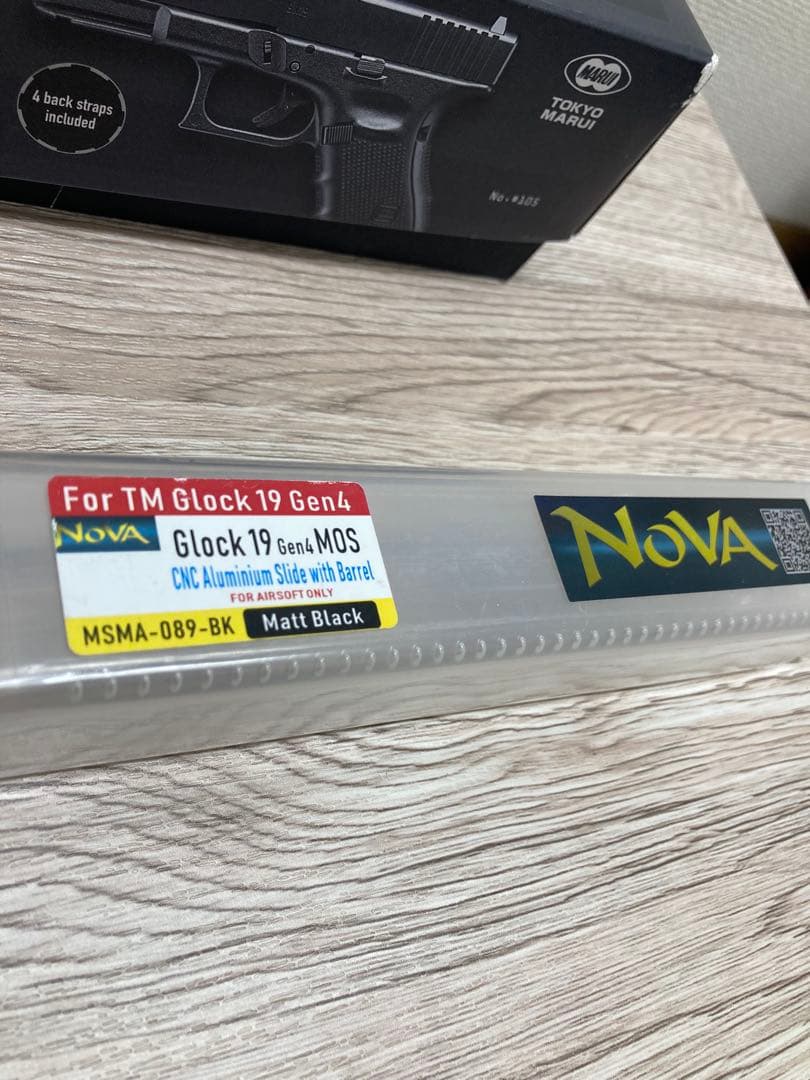 4 back straps
included
MARUI
TOKYO
MARUI
No.#105
For TM Glock 19 Gen4
NOVA
Glock 19 Gen4 MOS
CNC Aluminium Slide with Barrel
FOR AIRSOFT ONLY
MSMA-089-BK
Matt Black
NOVA